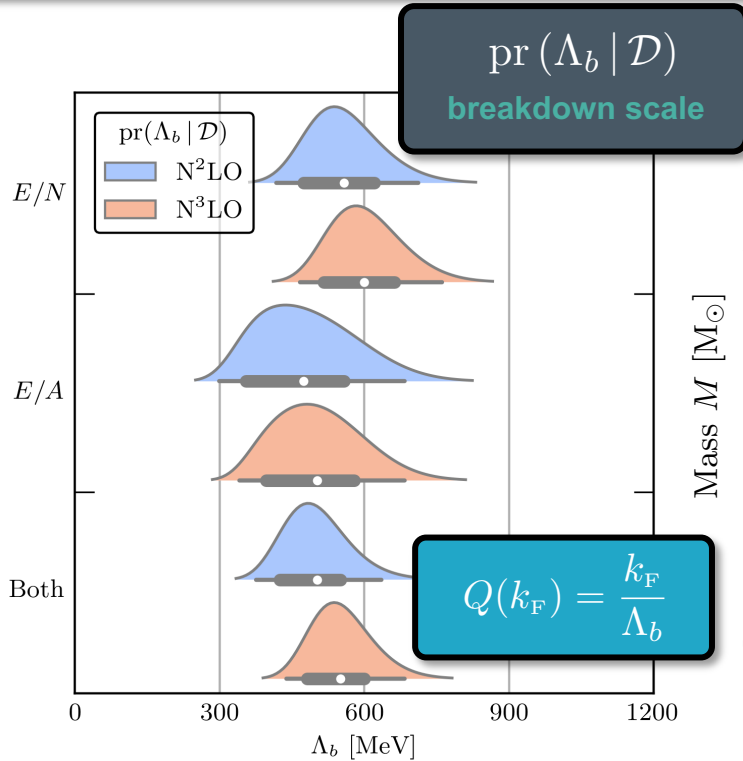 pr (Λ_b | 𝒟)
breakdown scale
pr(Λ_b | 𝒟)
N²LO
N³LO
E/N
E/A
Both
Q(k_F) = k_F / Λ_b
0 300 600 900 1200
Λ_b [MeV]
Mass M [M_⊙]